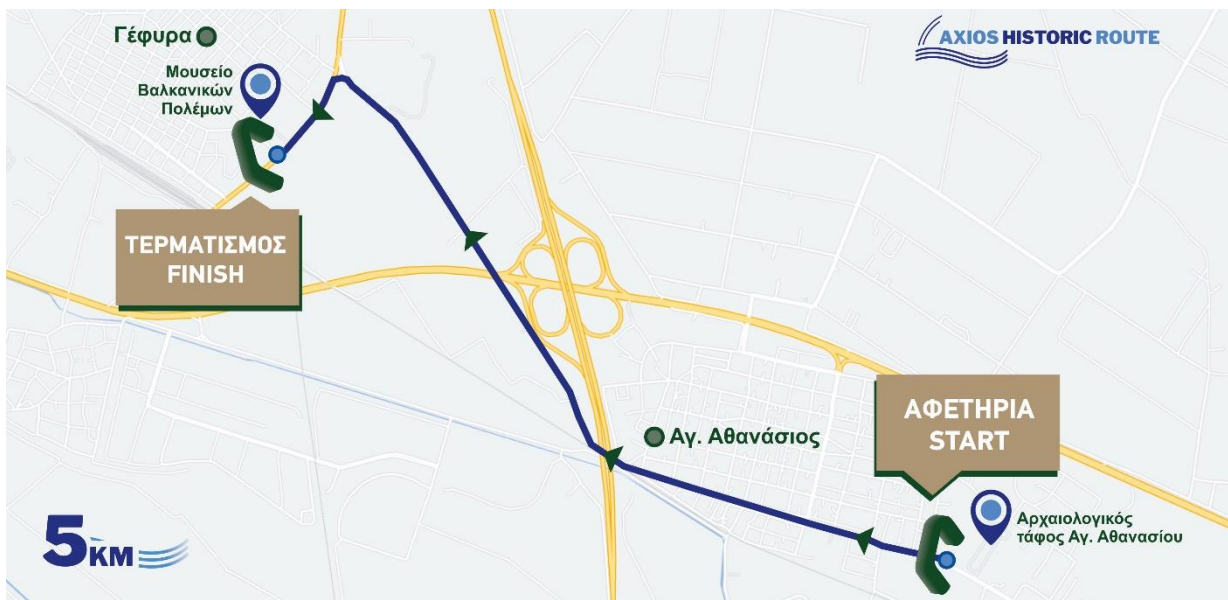 Γέφυρα
Μουσείο
Βαλκανικών
Πολέμων
ΤΕΡΜΑΤΙΣΜΟΣ
FINISH
AXIOS HISTORIC ROUTE
Αγ. Αθανάσιος
ΑΦΕΤΗΡΙΑ
START
Αρχαιολογικός
τάφος Αγ. Αθανασίου
5KM